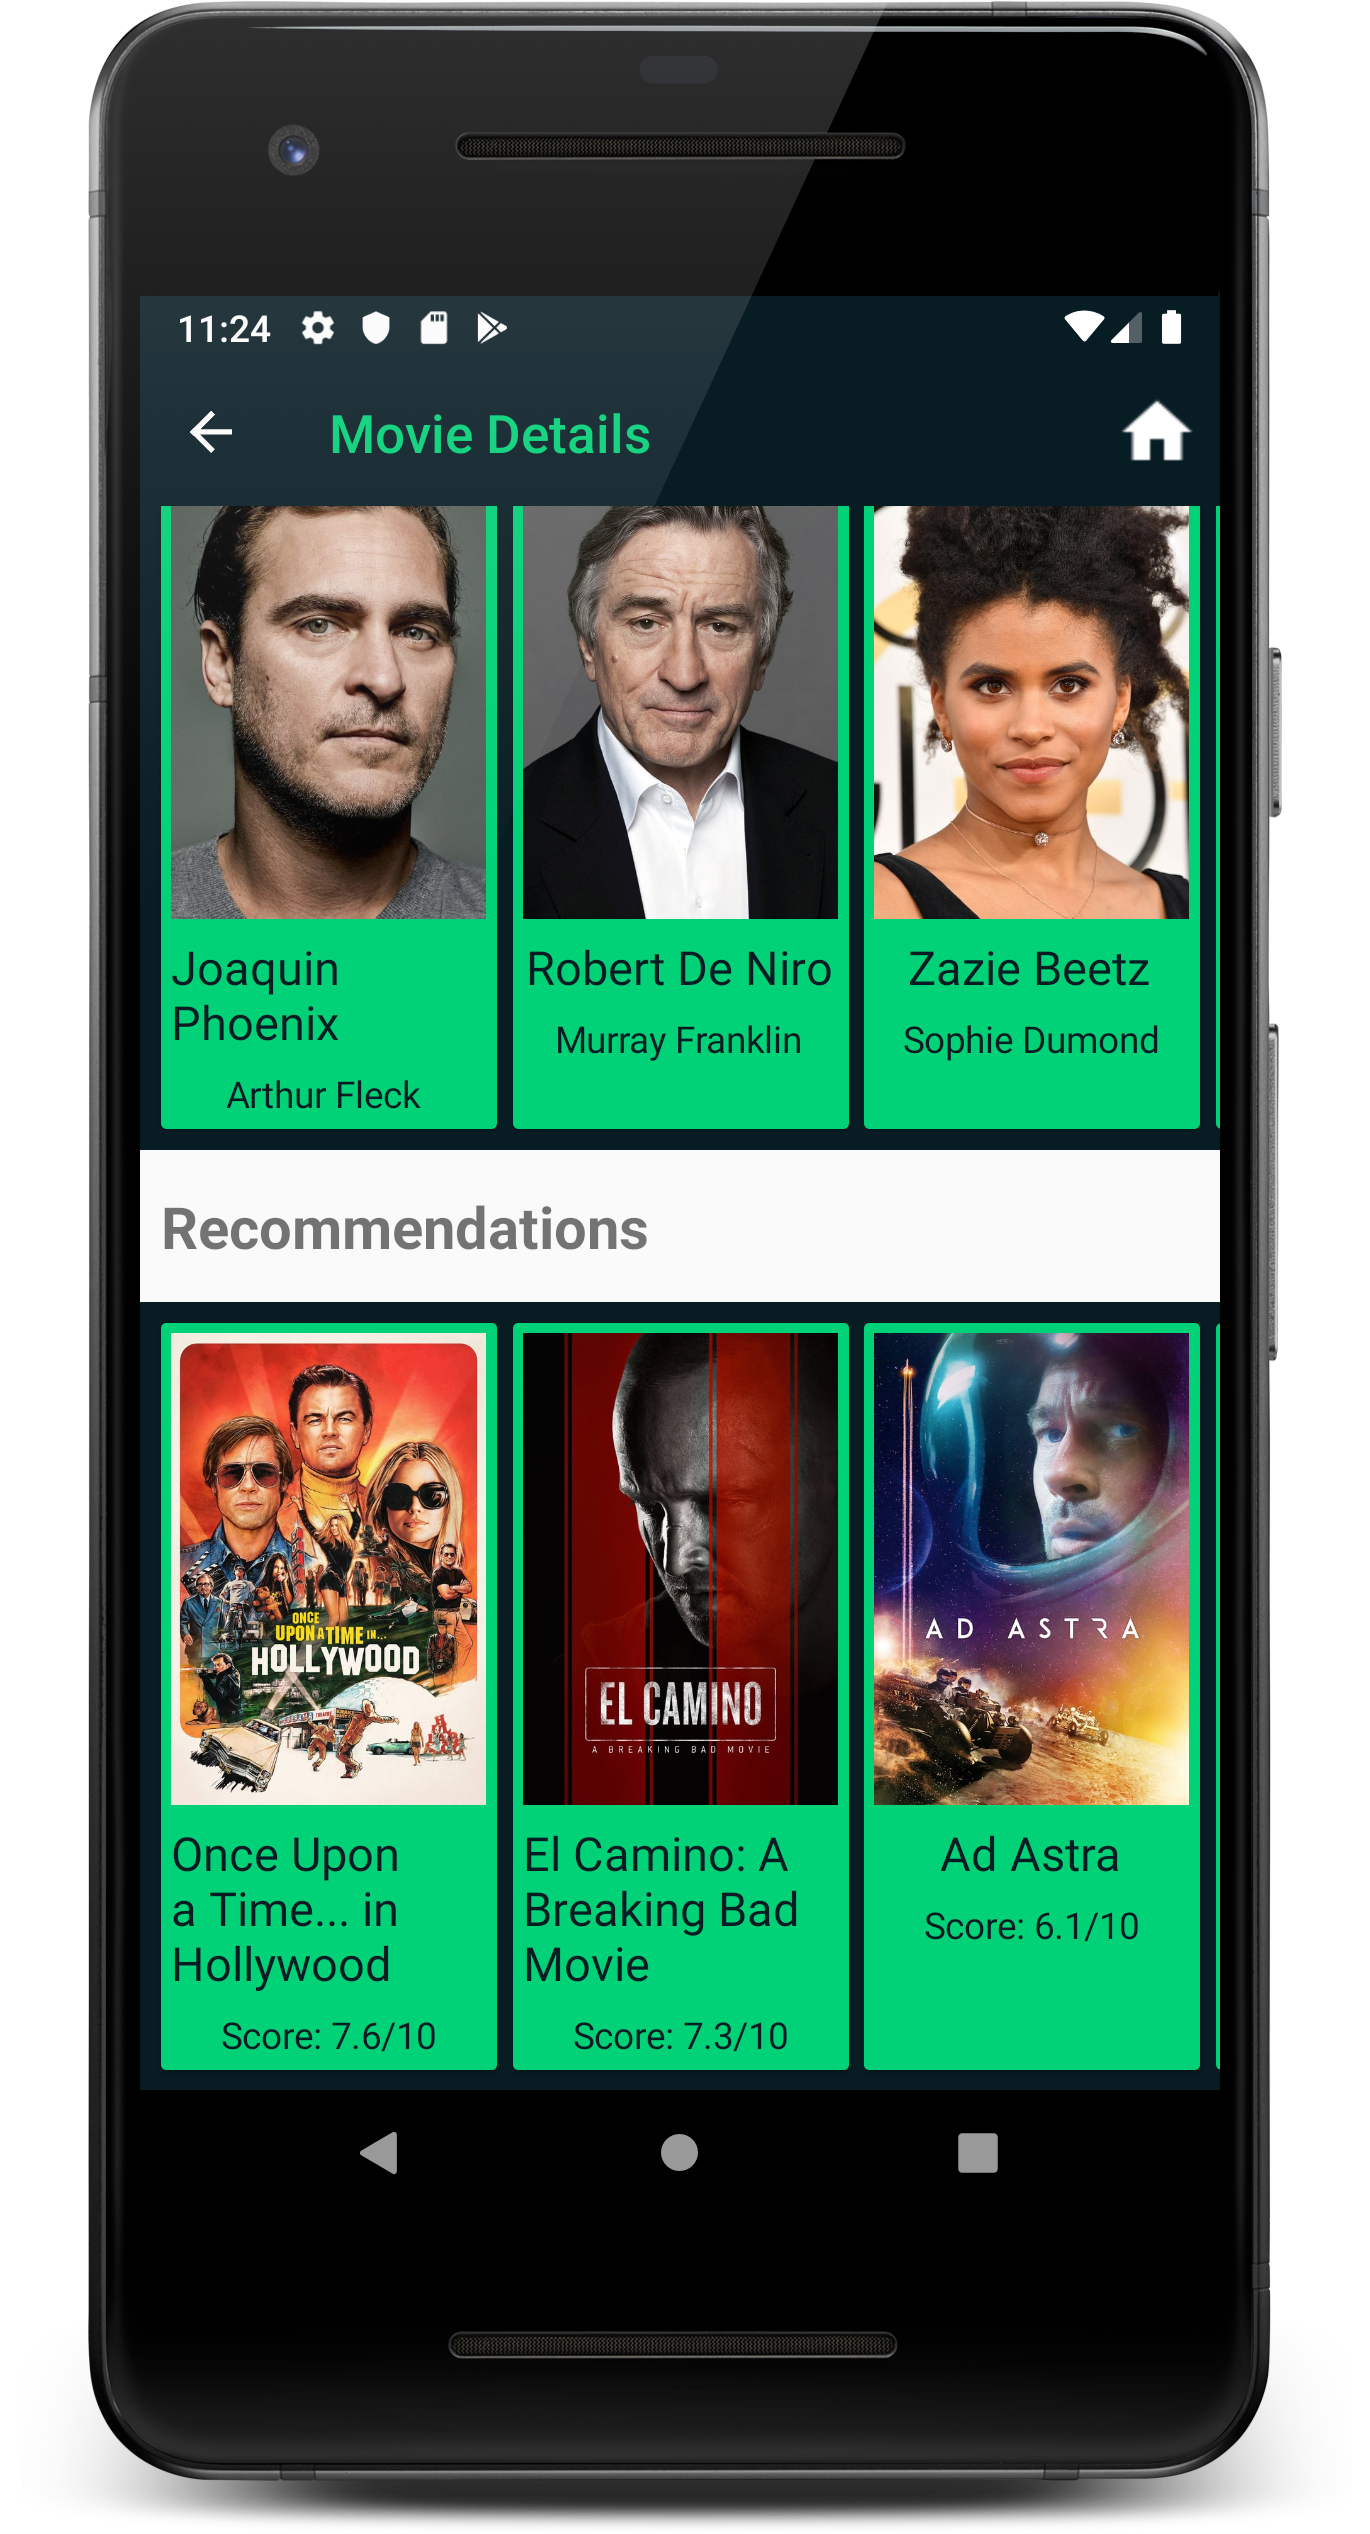 11:24
Movie Details
Joaquin
Phoenix
Arthur Fleck
Robert De Niro
Murray Franklin
Zazie Beetz
Sophie Dumond
Recommendations
ONCE
UPON A TIME IN...
HOLLYWOOD
EL CAMINO
A BREAKING BAD MOVIE
AD ASTRA
Once Upon
a Time... in
Hollywood
Score: 7.6/10
El Camino: A
Breaking Bad
Movie
Score: 7.3/10
Ad Astra
Score: 6.1/10